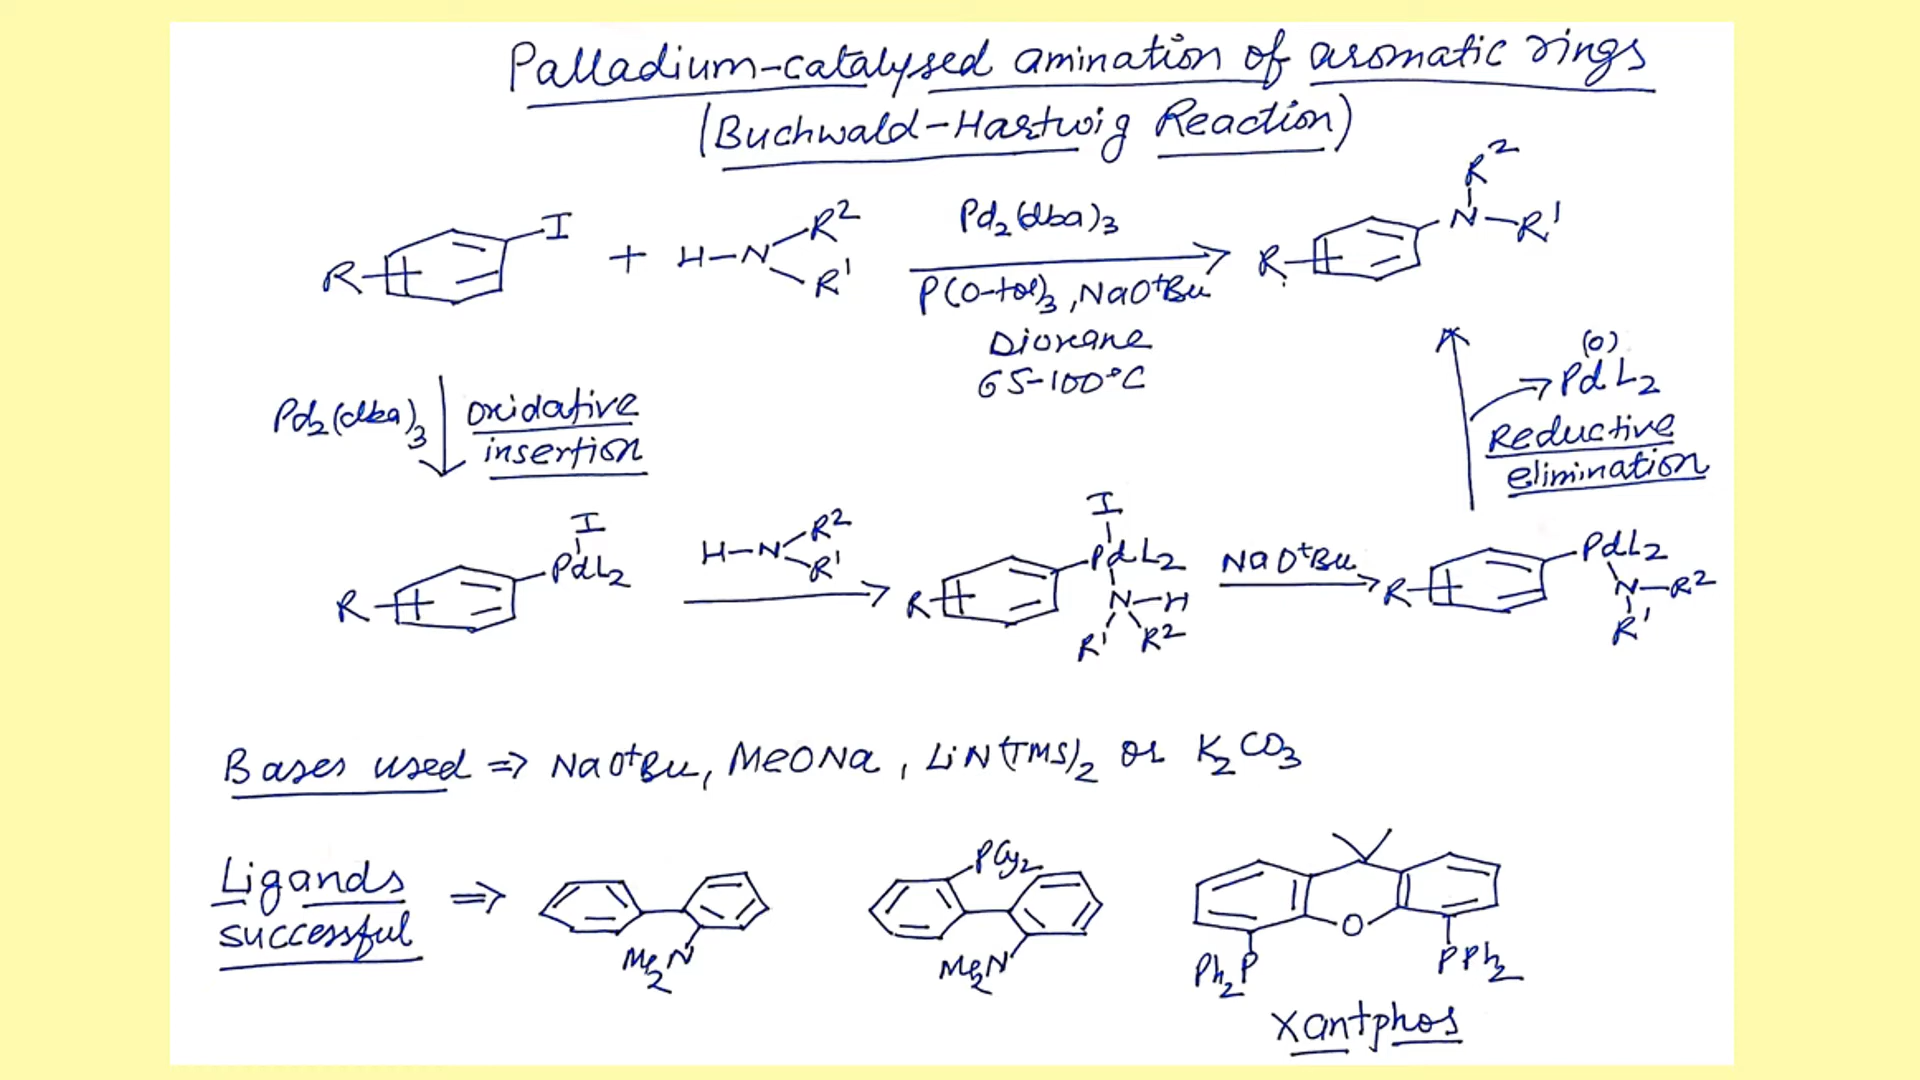 Palladium-catalysed amination of aromatic rings
(Buchwald-Hartwig Reaction)
R I + H-N R² R¹ Pd₂(dba)₃ R N R² R¹
P(O-tol)₃, NaOᵗBu
Dioxane
65-100°C
(0)
PdL₂
Pd₂(dba)₃ oxidative insertion
Reductive elimination
R I PdL₂ H-N R² R¹ R I PdL₂ N-H R¹ R² NaOᵗBu R PdL₂ N-R² R¹
Bases used ⇒ NaOᵗBu, MeONa, LiN(TMS)₂ or K₂CO₃
Ligands successful ⇒ Me₂N PCy₂ Me₂N O Ph₂P PPh₂
Xantphos